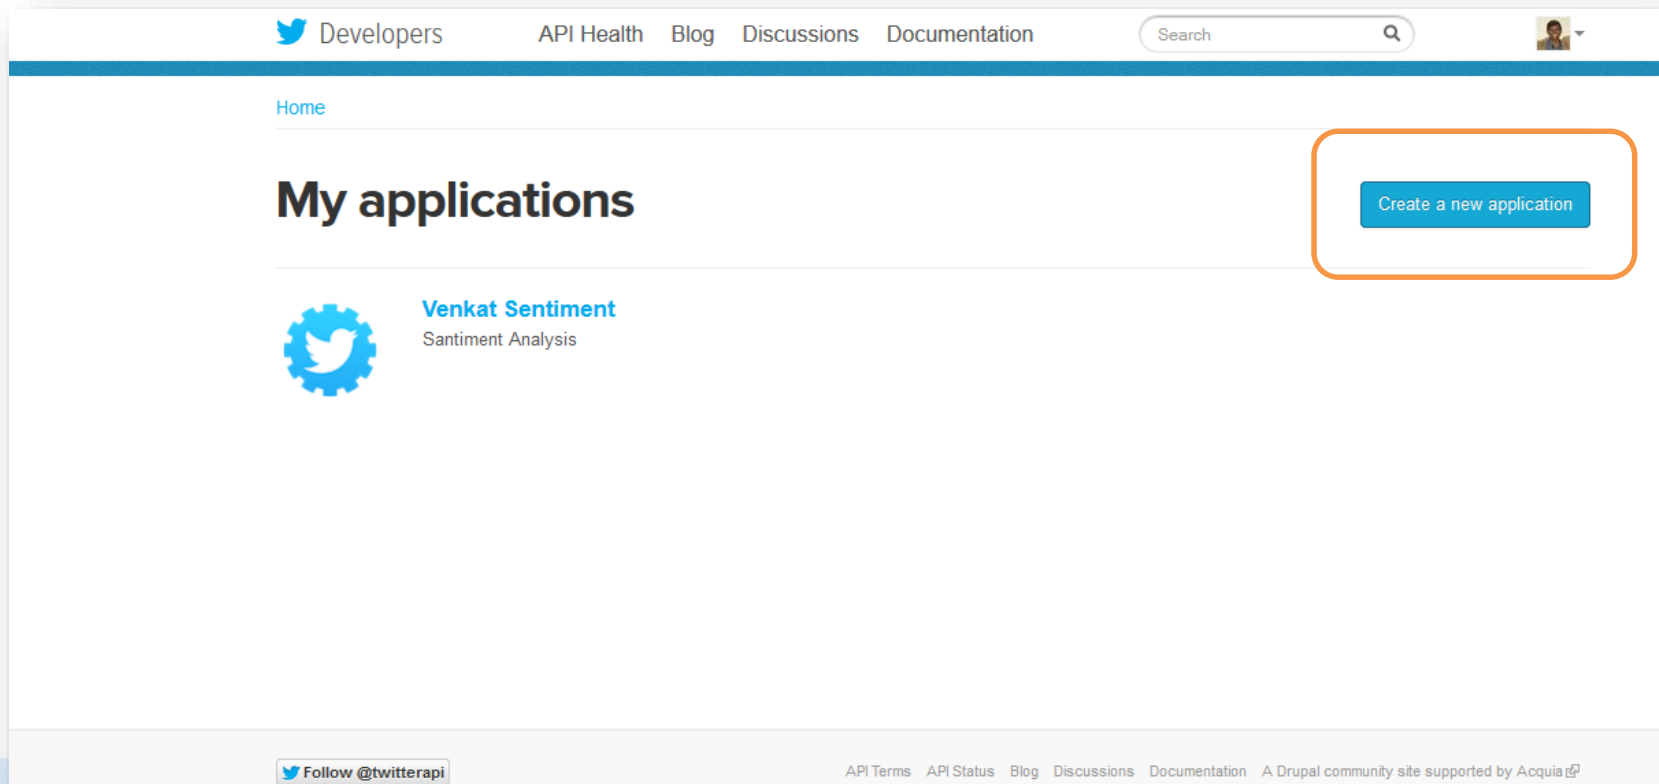 Developers API Health Blog Discussions Documentation Search
Home
My applications
Create a new application
Venkat Sentiment
Santiment Analysis
Follow @twitterapi
API Terms API Status Blog Discussions Documentation A Drupal community site supported by Acquia